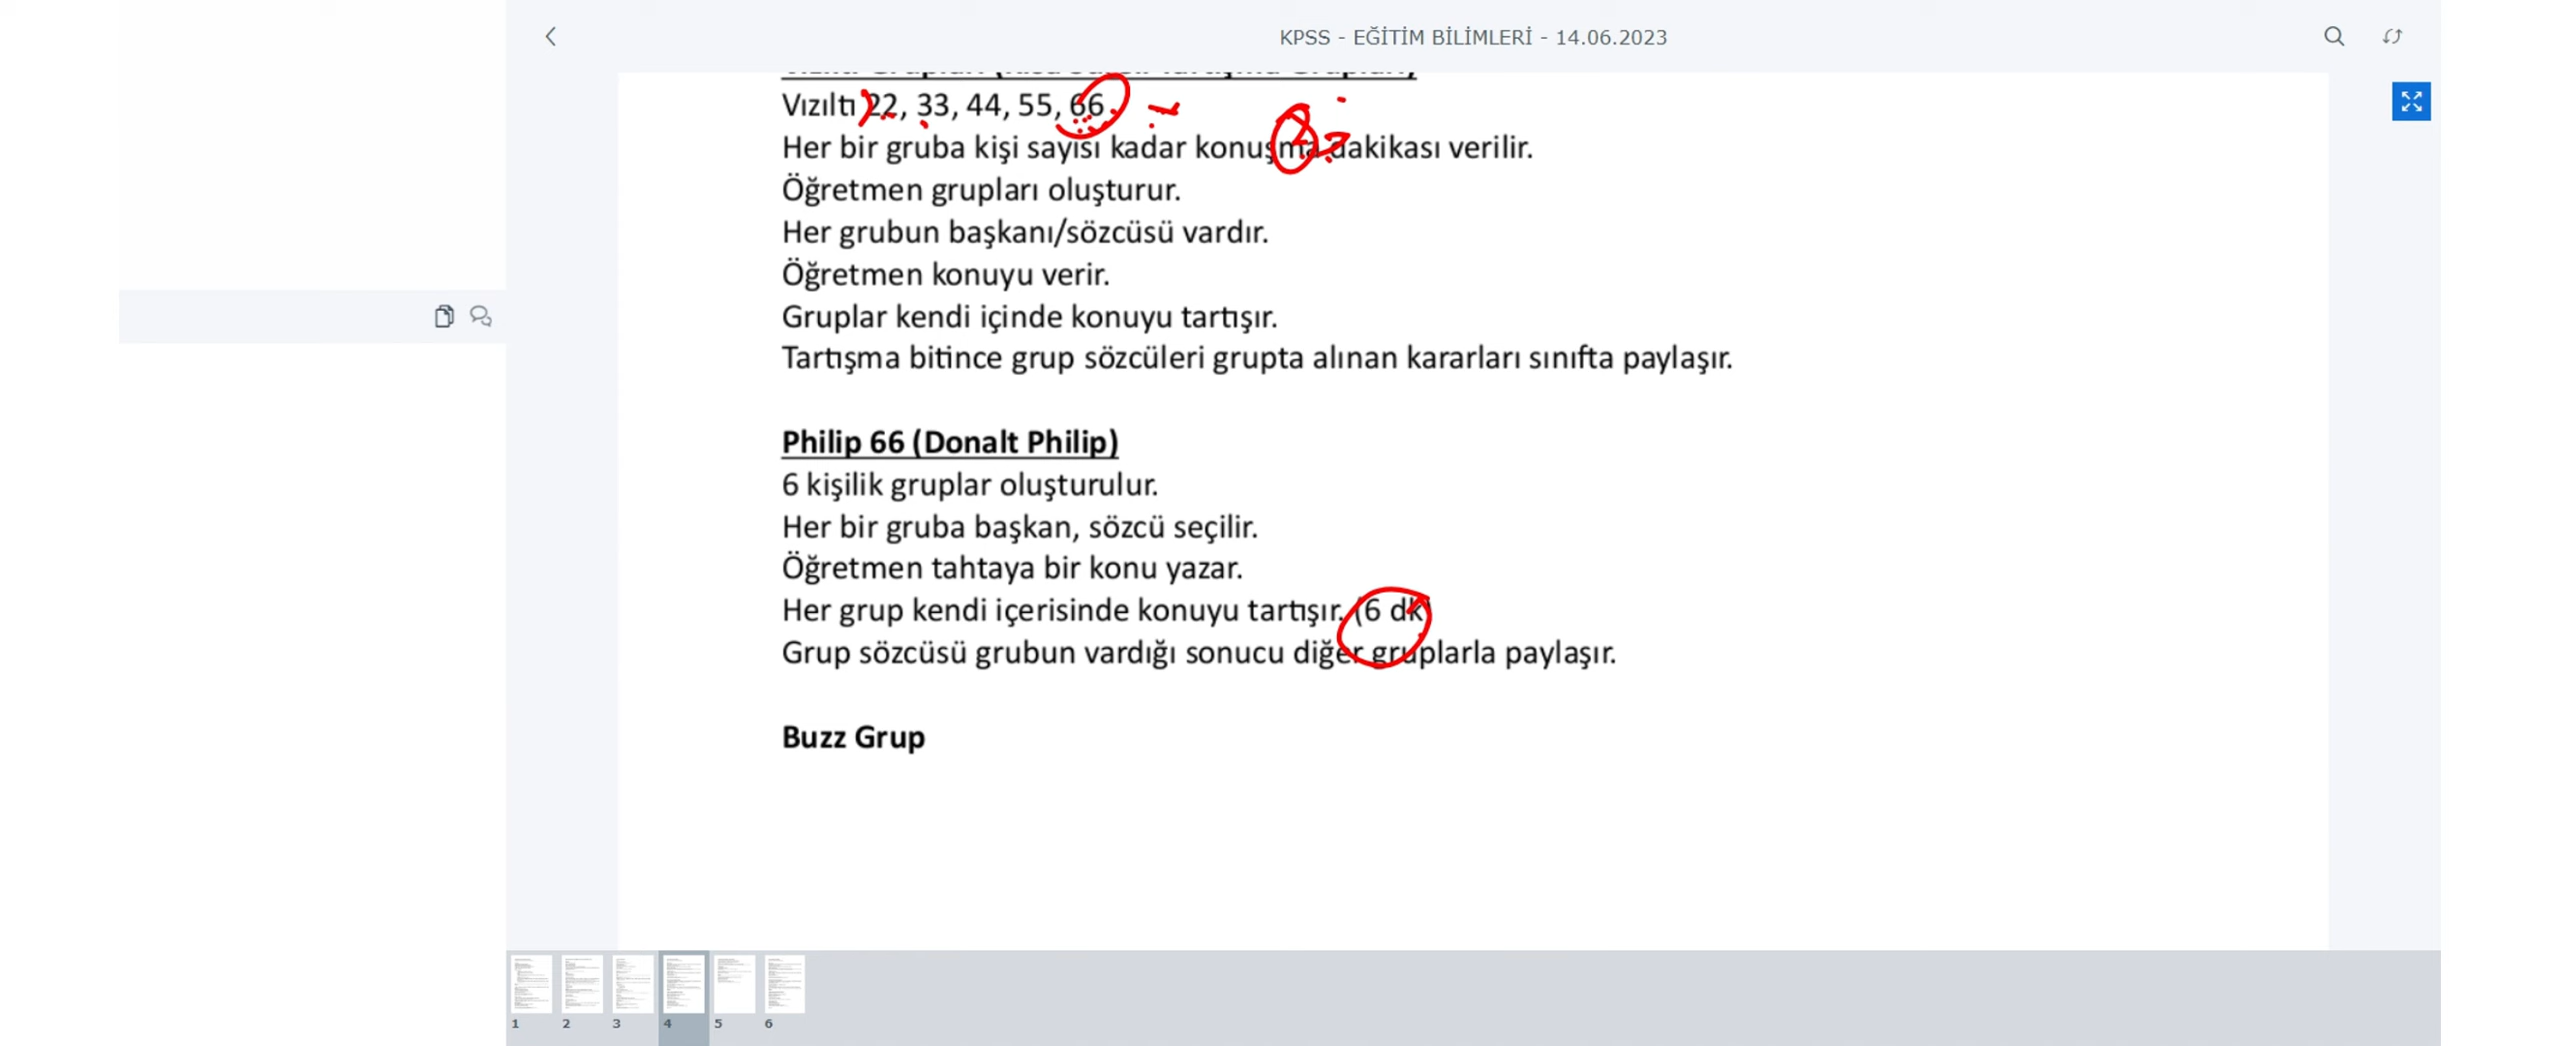 KPSS - EĞİTİM BİLİMLERİ - 14.06.2023
Vızıltı 22, 33, 44, 55, 66
Her bir gruba kişi sayısı kadar konuşma dakikası verilir.
Öğretmen grupları oluşturur.
Her grubun başkanı/sözcüsü vardır.
Öğretmen konuyu verir.
Gruplar kendi içinde konuyu tartışır.
Tartışma bitince grup sözcüleri grupta alınan kararları sınıfta paylaşır.
Philip 66 (Donalt Philip)
6 kişilik gruplar oluşturulur.
Her bir gruba başkan, sözcü seçilir.
Öğretmen tahtaya bir konu yazar.
Her grup kendi içerisinde konuyu tartışır. (6 dk)
Grup sözcüsü grubun vardığı sonucu diğer gruplarla paylaşır.
Buzz Grup
1 2 3 4 5 6